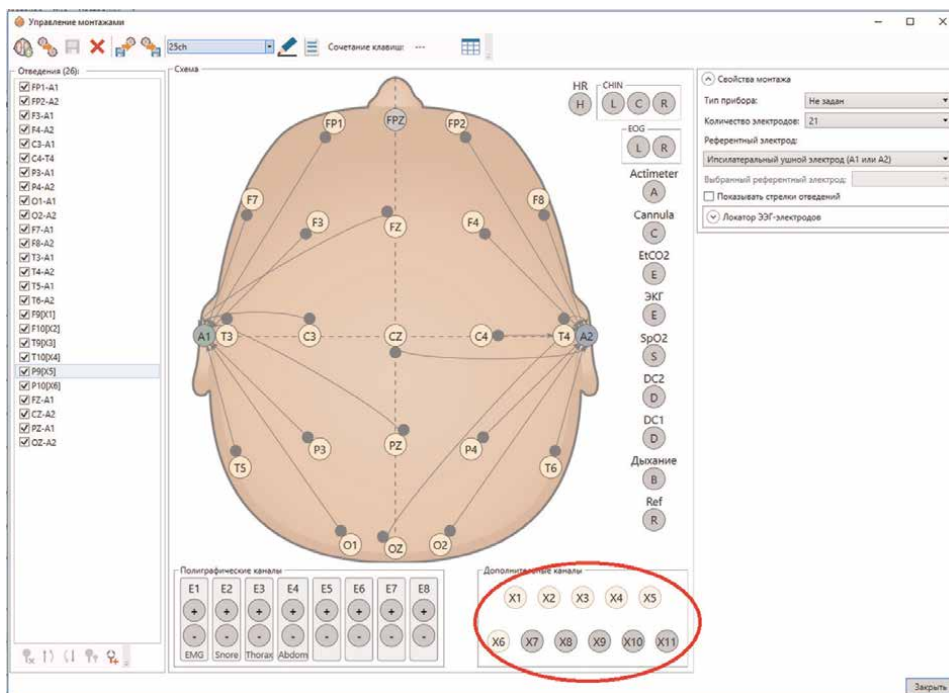 Управление монтажами
25ch
Сочетание клавиш: ---
Отведения (26):
FP1-A1
FP2-A2
F3-A1
F4-A2
C3-A1
C4-T4
P3-A1
P4-A2
O1-A1
O2-A2
F7-A1
F8-A2
T3-A1
T4-A2
T5-A1
T6-A2
F9[X1]
F10[X2]
T9[X3]
T10[X4]
P9[X5]
P10[X6]
FZ-A1
CZ-A2
PZ-A1
OZ-A2
Схема
FP1 FPZ FP2
F7 F3 FZ F4 F8
A1 T3 C3 CZ C4 T4 A2
T5 P3 PZ P4 T6
O1 OZ O2
HR
H
CHIN
L C R
EOG
L R
Actimeter
A
Cannula
C
EtCO2
E
ЭКГ
E
SpO2
S
DC2
D
DC1
D
Дыхание
B
Ref
R
Полиграфические каналы
E1 E2 E3 E4 E5 E6 E7 E8
+ + + + + + + +
- - - - - - - -
EMG Snore Thorax Abdom
Дополнительные каналы
X1 X2 X3 X4 X5
X6 X7 X8 X9 X10 X11
Свойства монтажа
Тип прибора: Не задан
Количество электродов: 21
Референтный электрод:
Ипсилатеральный ушной электрод (A1 или A2)
Выбранный референтный электрод:
Показывать стрелки отведений
Локатор ЭЭГ-электродов
Закрыть